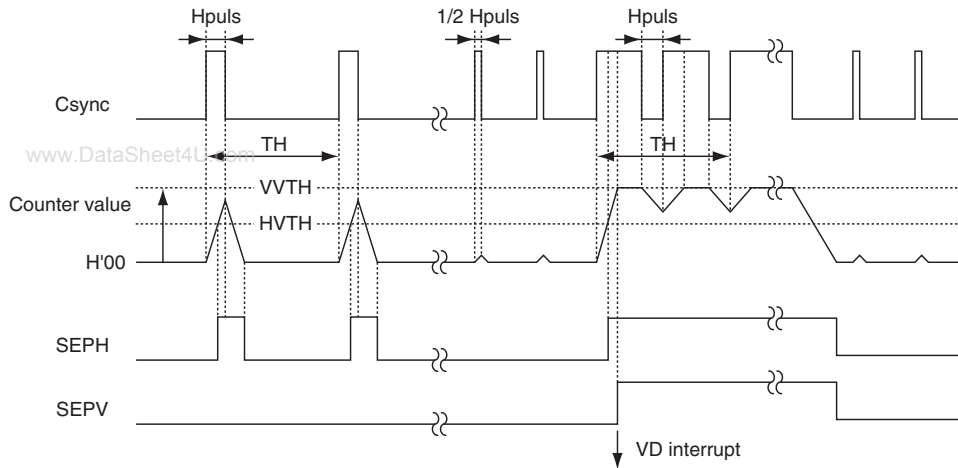 Hpuls
1/2 Hpuls
Hpuls
Csync
TH
TH
www.DataSheet4U.com
VVTH
Counter value
HVTH
H'00
SEPH
SEPV
VD interrupt